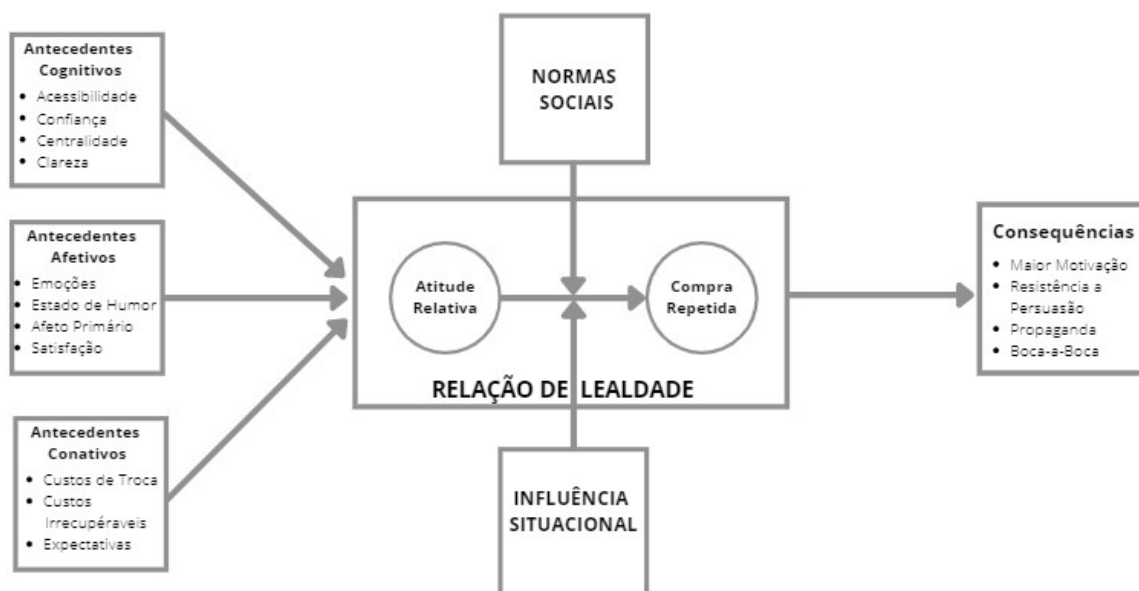 Antecedentes
Cognitivos
• Acessibilidade
• Confiança
• Centralidade
• Clareza
Antecedentes
Afetivos
• Emoções
• Estado de Humor
• Afeto Primário
• Satisfação
Antecedentes
Conativos
• Custos de Troca
• Custos
Irrecupéraveis
• Expectativas
NORMAS
SOCIAIS
Atitude
Relativa
Compra
Repetida
RELAÇÃO DE LEALDADE
INFLUÊNCIA
SITUACIONAL
Consequências
• Maior Motivação
• Resistência a
Persuasão
• Propaganda
• Boca-a-Boca